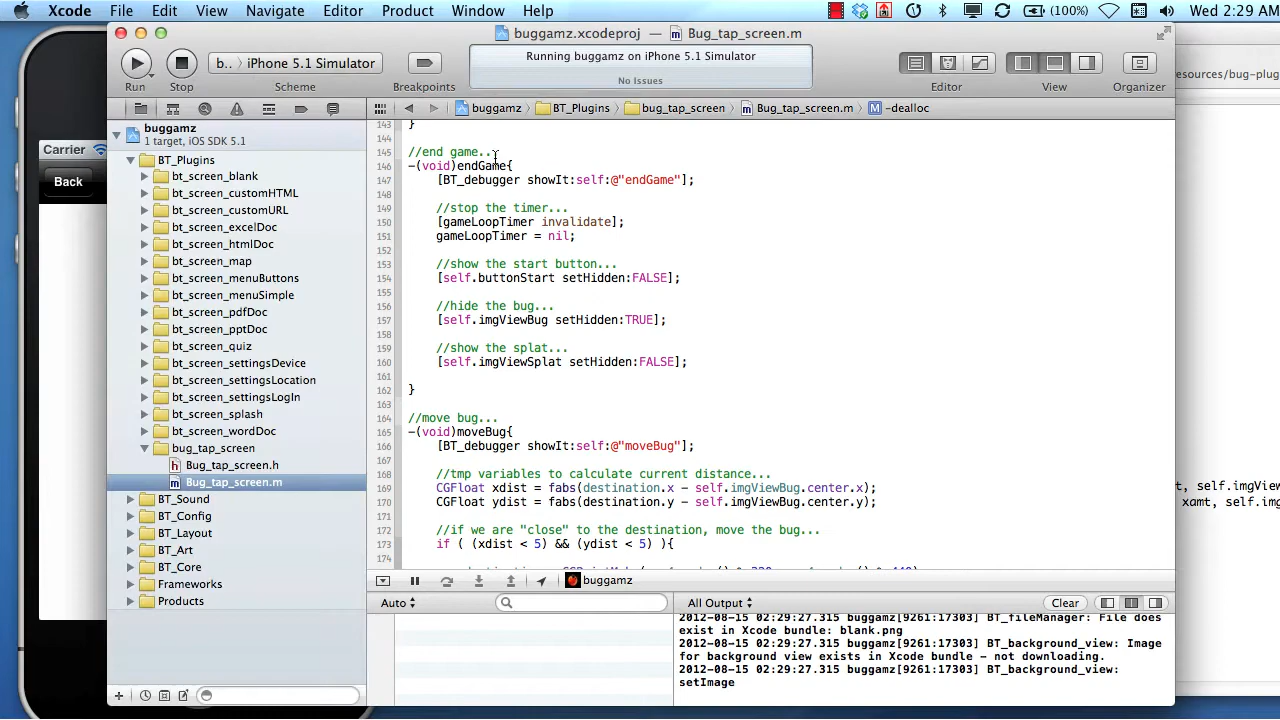 Xcode File Edit View Navigate Editor Product Window Help (100%) Wed 2:29 AM
buggamz.xcodeproj — Bug_tap_screen.m
b.. iPhone 5.1 Simulator
Running buggamz on iPhone 5.1 Simulator
No Issues
Run Stop Scheme Breakpoints Editor View Organizer
buggamz BT_Plugins bug_tap_screen Bug_tap_screen.m -dealloc
Carrier
Back
buggamz
1 target, iOS SDK 5.1
BT_Plugins
bt_screen_blank
bt_screen_customHTML
bt_screen_customURL
bt_screen_excelDoc
bt_screen_htmlDoc
bt_screen_map
bt_screen_menuButtons
bt_screen_menuSimple
bt_screen_pdfDoc
bt_screen_pptDoc
bt_screen_quiz
bt_screen_settingsDevice
bt_screen_settingsLocation
bt_screen_settingsLogIn
bt_screen_splash
bt_screen_wordDoc
bug_tap_screen
h Bug_tap_screen.h
m Bug_tap_screen.m
BT_Sound
BT_Config
BT_Layout
BT_Art
BT_Core
Frameworks
Products
143 }
144
145 //end game...
146 -(void)endGame{
147 [BT_debugger showIt:self:@"endGame"];
148
149 //stop the timer...
150 [gameLoopTimer invalidate];
151 gameLoopTimer = nil;
152
153 //show the start button...
154 [self.buttonStart setHidden:FALSE];
155
156 //hide the bug...
157 [self.imgViewBug setHidden:TRUE];
158
159 //show the splat...
160 [self.imgViewSplat setHidden:FALSE];
161
162 }
163
164 //move bug...
165 -(void)moveBug{
166 [BT_debugger showIt:self:@"moveBug"];
167
168 //tmp variables to calculate current distance...
169 CGFloat xdist = fabs(destination.x - self.imgViewBug.center.x);
170 CGFloat ydist = fabs(destination.y - self.imgViewBug.center.y);
171
172 //if we are "close" to the destination, move the bug...
173 if ( (xdist < 5) && (ydist < 5) ){
174
buggamz
Auto
All Output
Clear
2012-08-15 02:29:27.315 buggamz[9261:17303] BT_fileManager: File does
exist in Xcode bundle: blank.png
2012-08-15 02:29:27.315 buggamz[9261:17303] BT_background_view: Image
for background view exists in Xcode bundle – not downloading.
2012-08-15 02:29:27.315 buggamz[9261:17303] BT_background_view:
setImage
esources/bug-plug
t, self.imgView
xamt, self.img